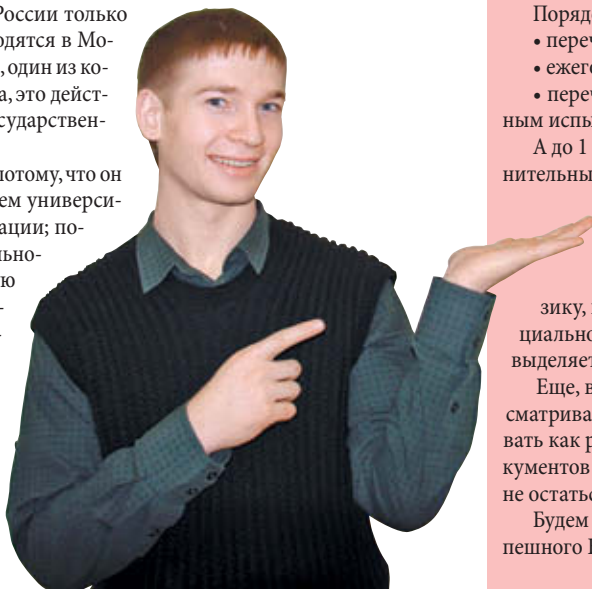 России только
одятся в Мо-
, один из ко-
а, это дейст-
сударствен-
потому, что он
ем универси-
ации; по-
льно-
ю
-
Поряд
• переч
• ежего
• переч
ным испы
А до 1
нительны
зику,
циально
выделяет
Еще, в
сматрива
вать как р
кументов
не остатьс
Будем
пешного